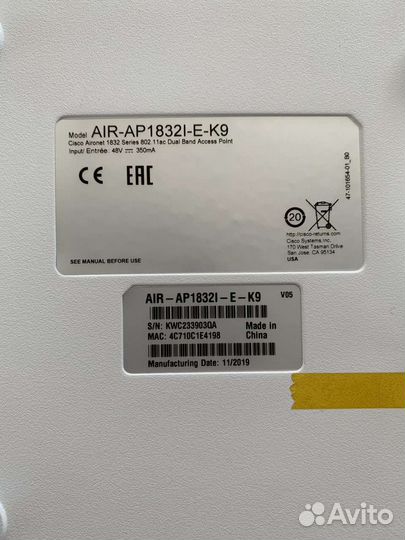 Model AIR-AP1832I-E-K9
Cisco Aironet 1832 Series 802.11ac Dual Band Access Point
Input/ Entrée: 48V ⎓ 350mA
CE EAC
20
http://cisco-returns.com
Cisco Systems,Inc.
170 West Tasman Drive
San Jose, CA 95134
SEE MANUAL BEFORE USE
47-101654-01_B0
AIR-AP1832I-E-K9 V05
S/N: KWC233903QA Made in
MAC: 4C710C1E4198 China
Manufacturing Date: 11/2019
Avito